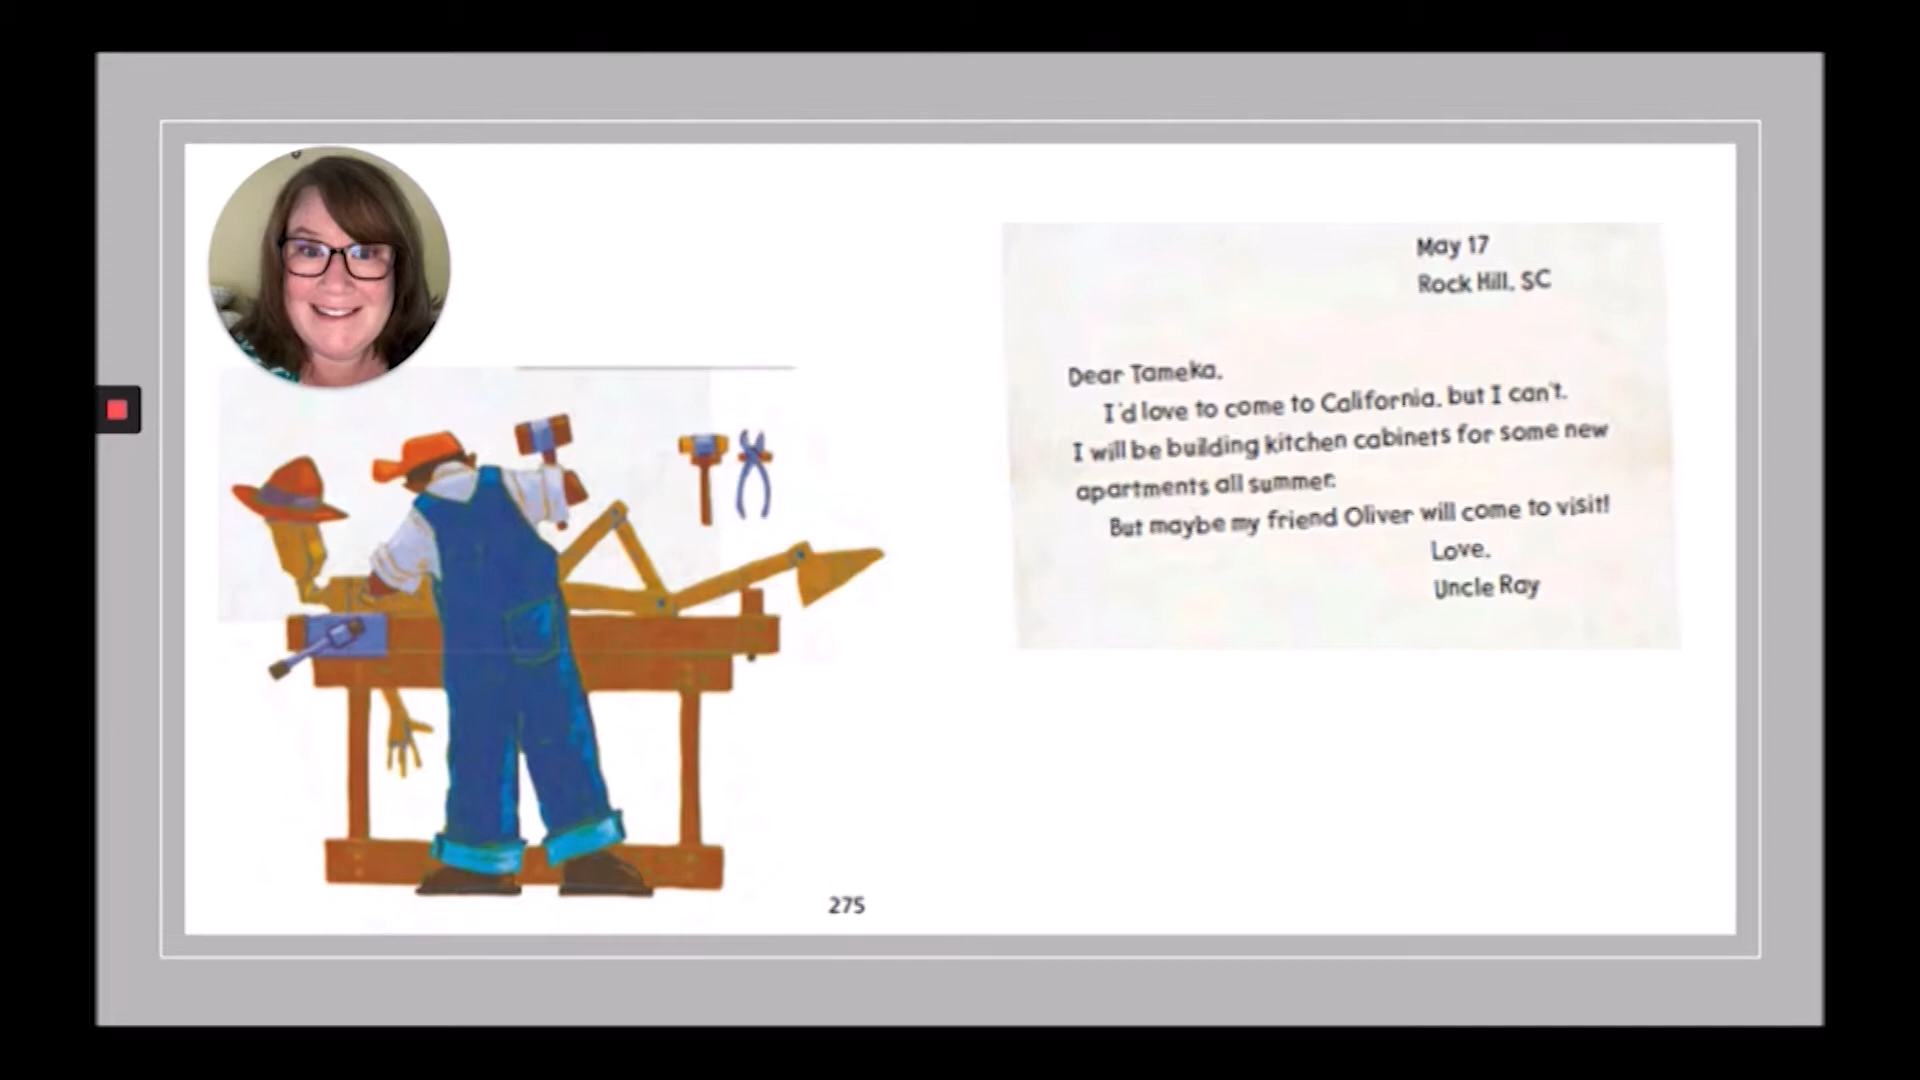 May 17
Rock Hill, SC
Dear Tameka,
I'd love to come to California, but I can't.
I will be building kitchen cabinets for some new
apartments all summer.
But maybe my friend Oliver will come to visit!
Love,
Uncle Ray
275